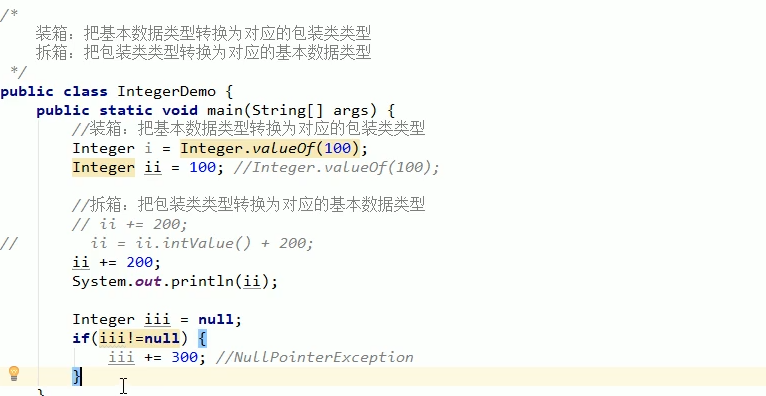 /*
    装箱：把基本数据类型转换为对应的包装类类型
    拆箱：把包装类类型转换为对应的基本数据类型
 */
public class IntegerDemo {
    public static void main(String[] args) {
        //装箱：把基本数据类型转换为对应的包装类类型
        Integer i = Integer.valueOf(100);
        Integer ii = 100; //Integer.valueOf(100);
        //拆箱：把包装类类型转换为对应的基本数据类型
        // ii += 200;
//        ii = ii.intValue() + 200;
        ii += 200;
        System.out.println(ii);
        Integer iii = null;
        if(iii!=null) {
            iii += 300; //NullPointerException
        }
    }